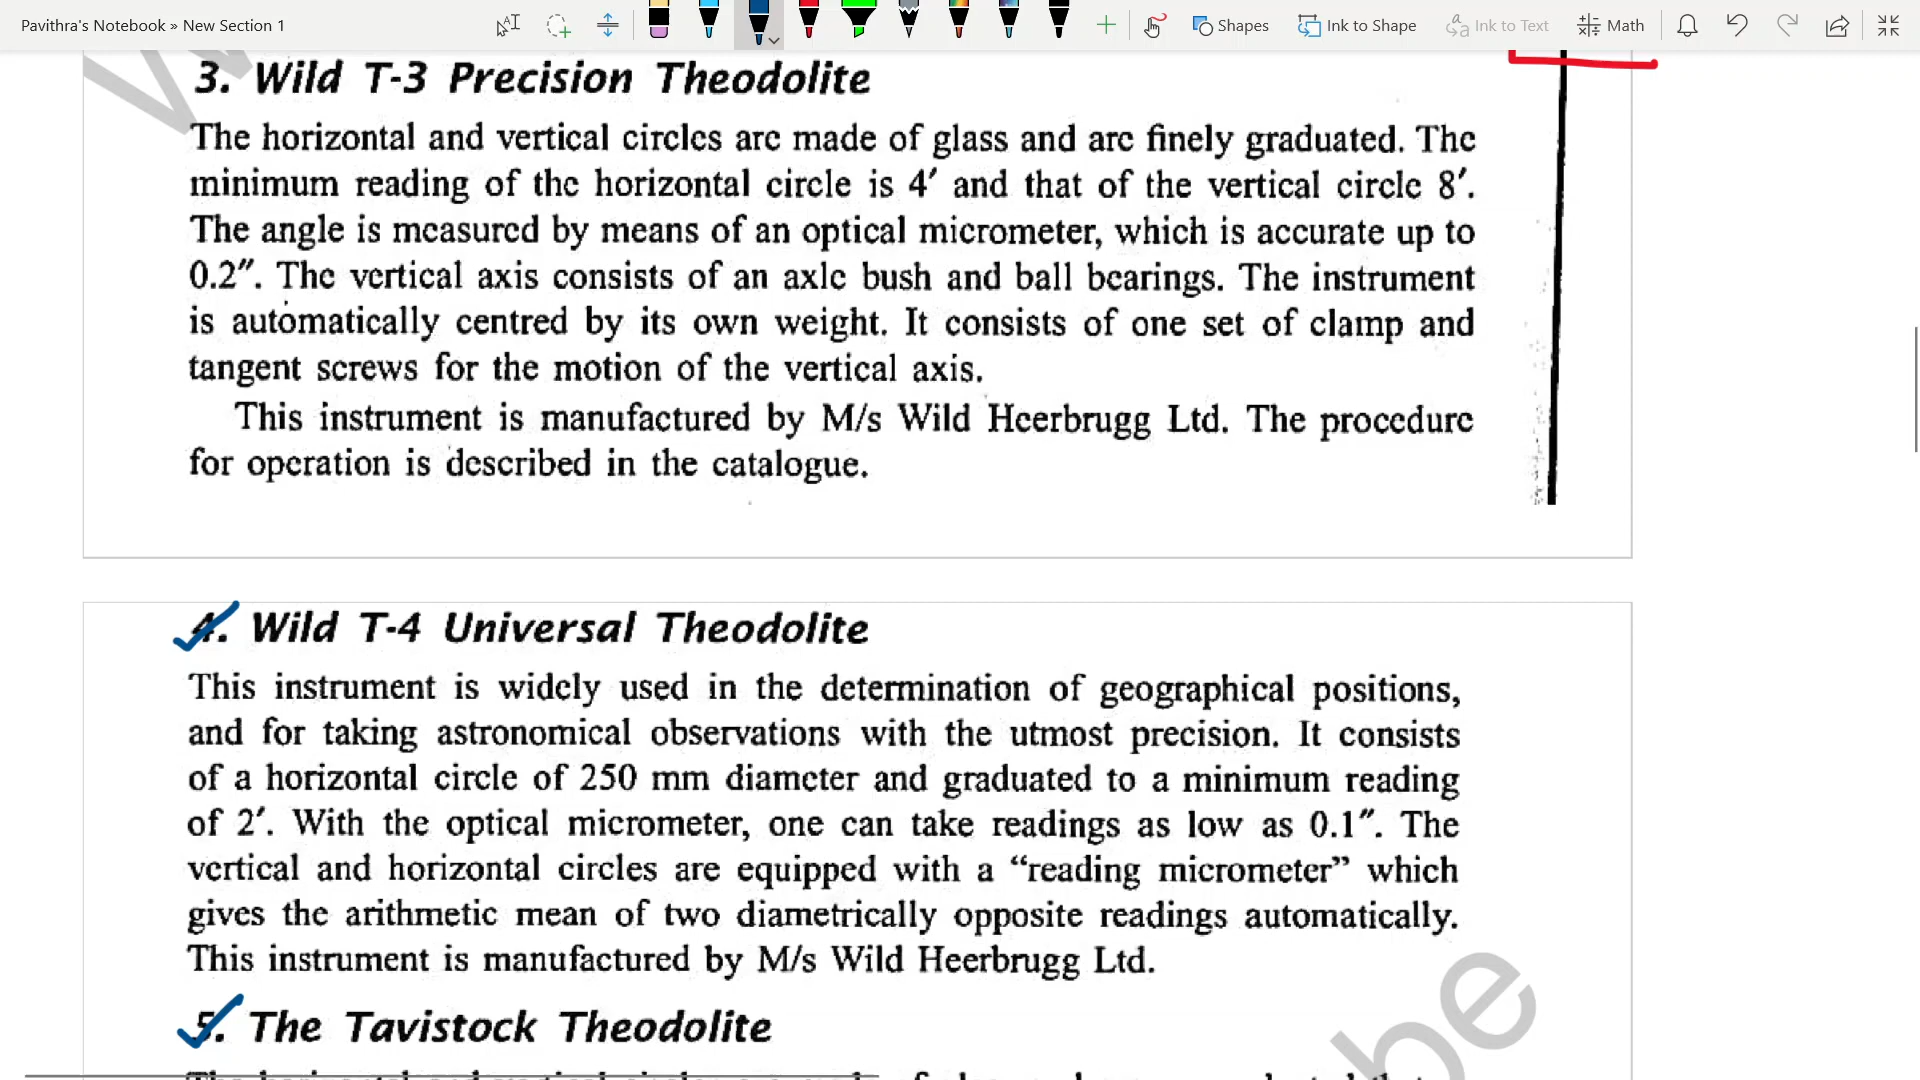 Pavithra's Notebook » New Section 1
Shapes
Ink to Shape
Ink to Text
Math
3. Wild T-3 Precision Theodolite
The horizontal and vertical circles are made of glass and are finely graduated. The
minimum reading of the horizontal circle is 4′ and that of the vertical circle 8′.
The angle is measured by means of an optical micrometer, which is accurate up to
0.2″. The vertical axis consists of an axle bush and ball bearings. The instrument
is automatically centred by its own weight. It consists of one set of clamp and
tangent screws for the motion of the vertical axis.
This instrument is manufactured by M/s Wild Heerbrugg Ltd. The procedure
for operation is described in the catalogue.
4. Wild T-4 Universal Theodolite
This instrument is widely used in the determination of geographical positions,
and for taking astronomical observations with the utmost precision. It consists
of a horizontal circle of 250 mm diameter and graduated to a minimum reading
of 2′. With the optical micrometer, one can take readings as low as 0.1″. The
vertical and horizontal circles are equipped with a “reading micrometer” which
gives the arithmetic mean of two diametrically opposite readings automatically.
This instrument is manufactured by M/s Wild Heerbrugg Ltd.
5. The Tavistock Theodolite
be